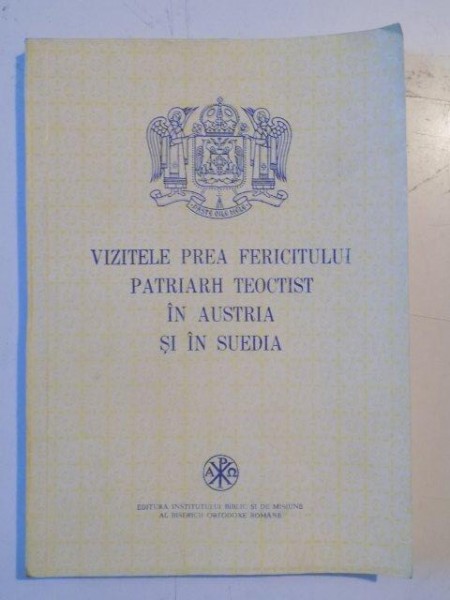 VIZITELE PREA FERICITULUI
PATRIARH TEOCTIST
ÎN AUSTRIA
ȘI ÎN SUEDIA
Α Ρ Ω
EDITURA INSTITUTULUI BIBLIC ȘI DE MISIUNE
AL BISERICII ORTODOXE ROMÂNE